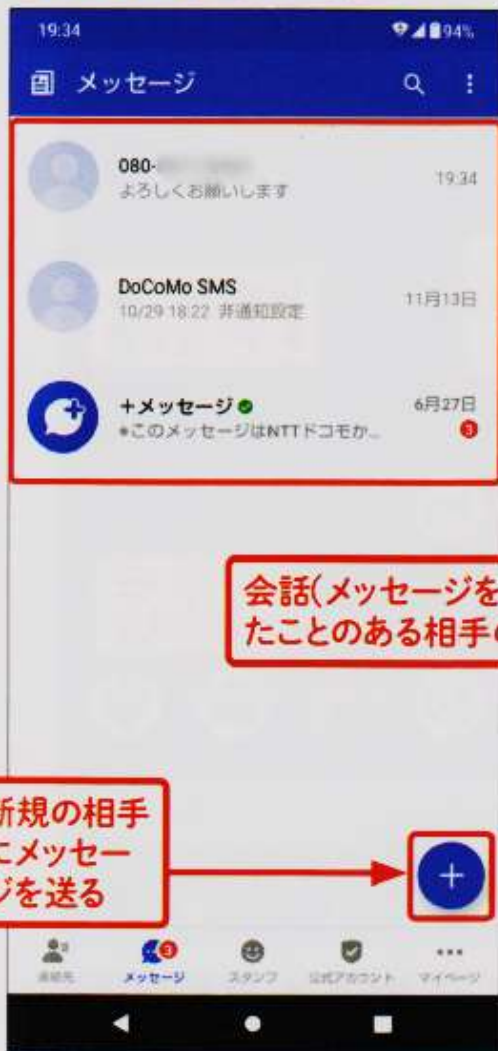 19:34
94%
メッセージ
080-
よろしくお願いします
19:34
DoCoMo SMS
10/29 18:22 非通知設定
11月13日
+メッセージ
*このメッセージはNTTドコモか...
6月27日
3
会話(メッセージを
たことのある相手
新規の相手
にメッセー
ジを送る
+
3
連絡先
メッセージ
スタンプ
公式アカウント
マイページ